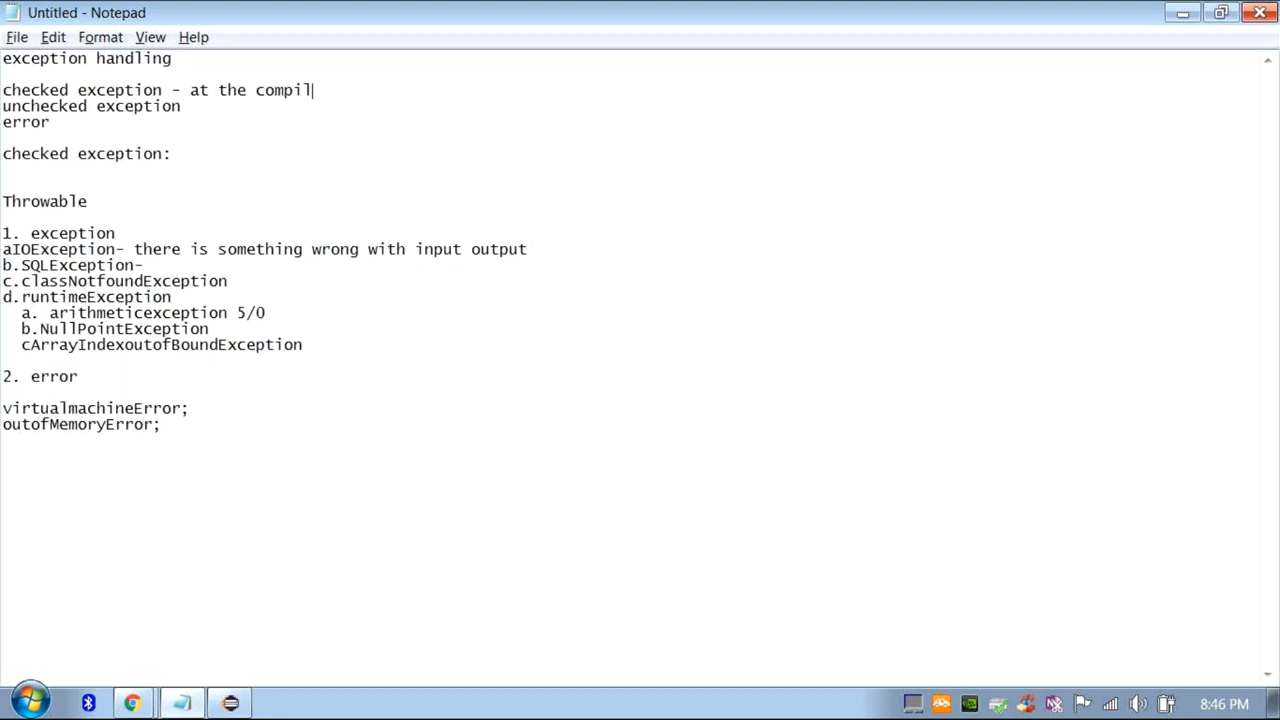 Untitled - Notepad
File Edit Format View Help
exception handling
checked exception - at the compil
unchecked exception
error
checked exception:
Throwable
1. exception
aIOException- there is something wrong with input output
b.SQLException-
c.classNotfoundException
d.runtimeException
a. arithmeticexception 5/0
b.NullPointException
cArrayIndexoutofBoundException
2. error
virtualmachineError;
outofMemoryError;
8:46 PM